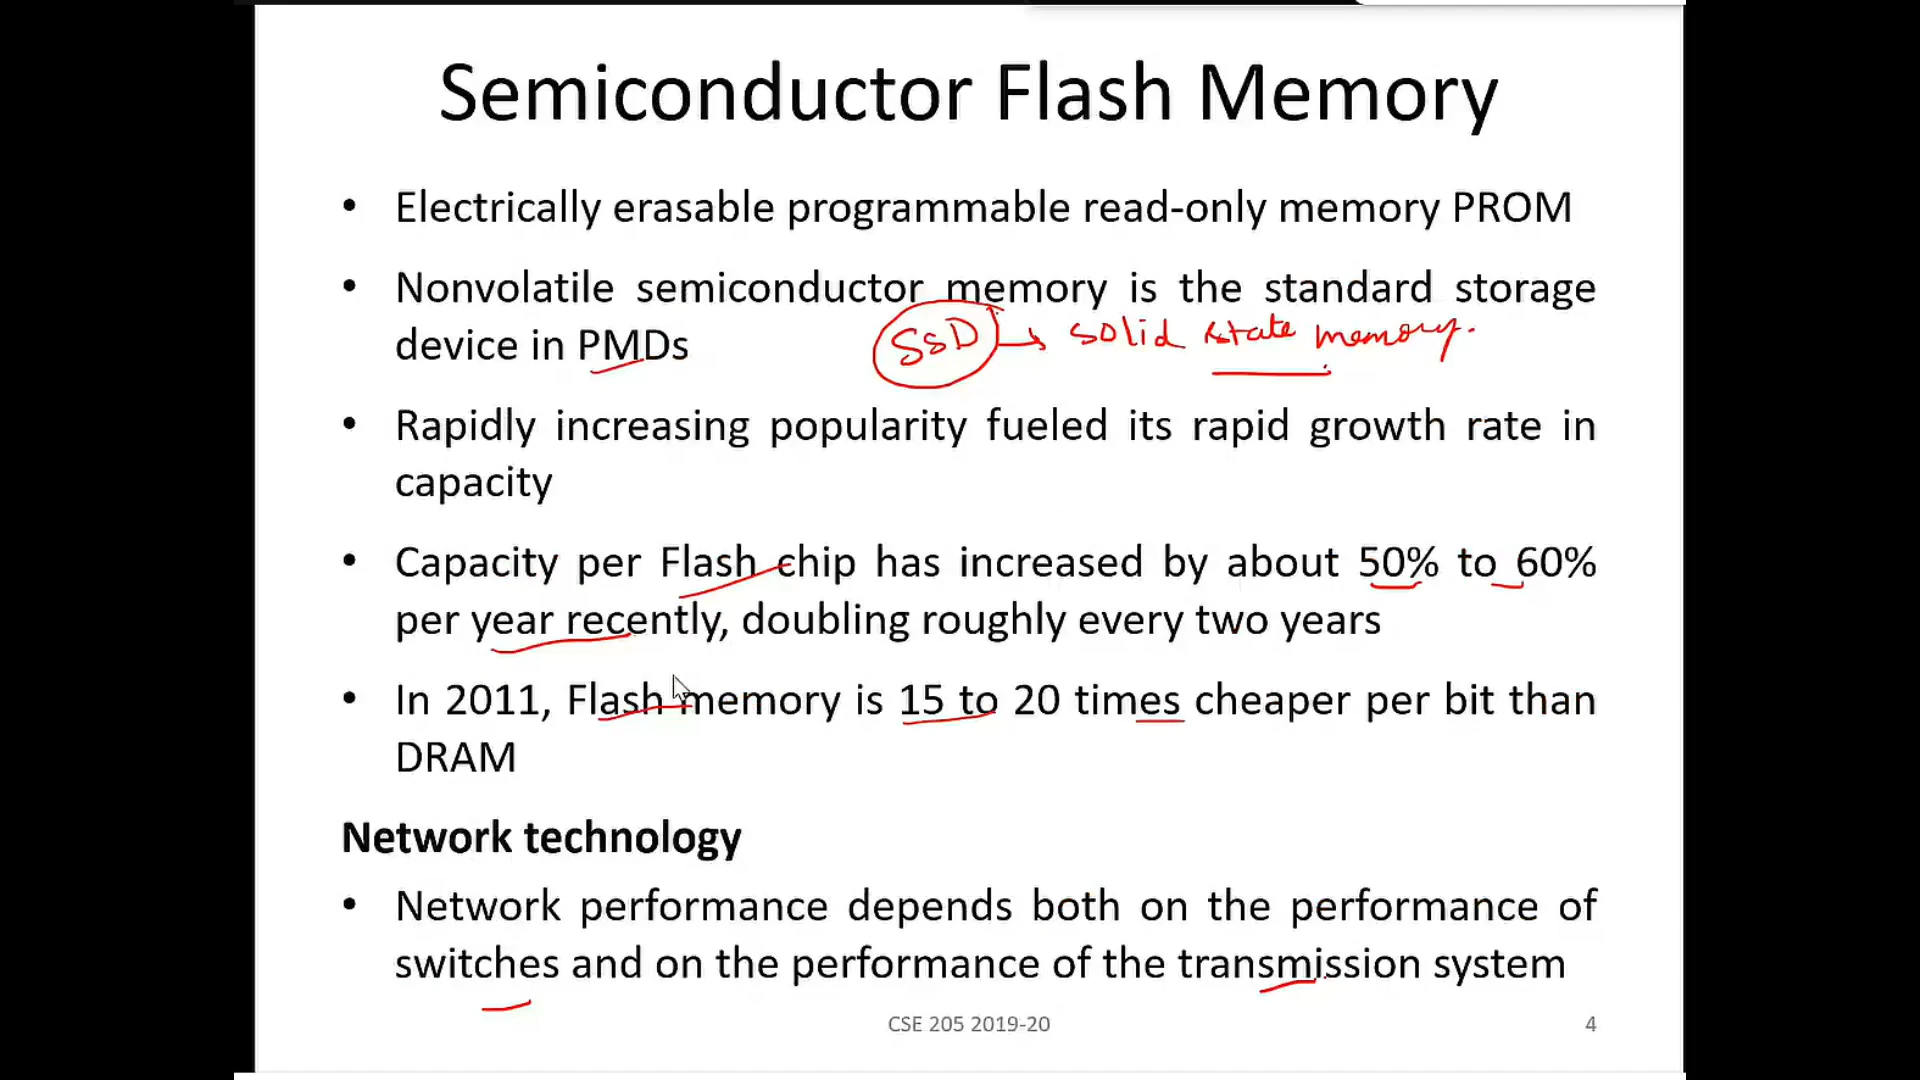 Semiconductor Flash Memory
• Electrically erasable programmable read-only memory PROM
• Nonvolatile semiconductor memory is the standard storage
device in PMDs
SSD → solid state memory.
• Rapidly increasing popularity fueled its rapid growth rate in
capacity
• Capacity per Flash chip has increased by about 50% to 60%
per year recently, doubling roughly every two years
• In 2011, Flash memory is 15 to 20 times cheaper per bit than
DRAM
Network technology
• Network performance depends both on the performance of
switches and on the performance of the transmission system
CSE 205 2019-20
4